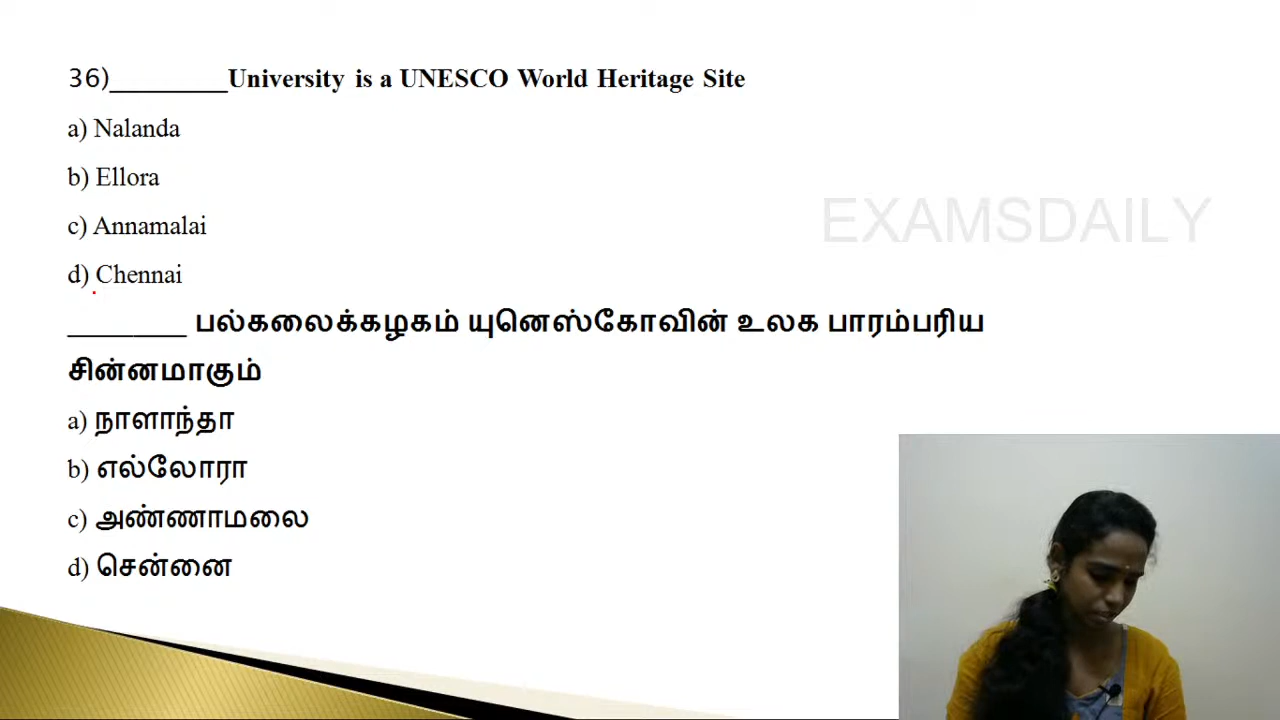 36)_________University is a UNESCO World Heritage Site
a) Nalanda
b) Ellora
EXAMSDAILY
c) Annamalai
d) Chennai
_________ பல்கலைக்கழகம் யுனெஸ்கோவின் உலக பாரம்பரிய
சின்னமாகும்
a) நாளாந்தா
b) எல்லோரா
c) அண்ணாமலை
d) சென்னை